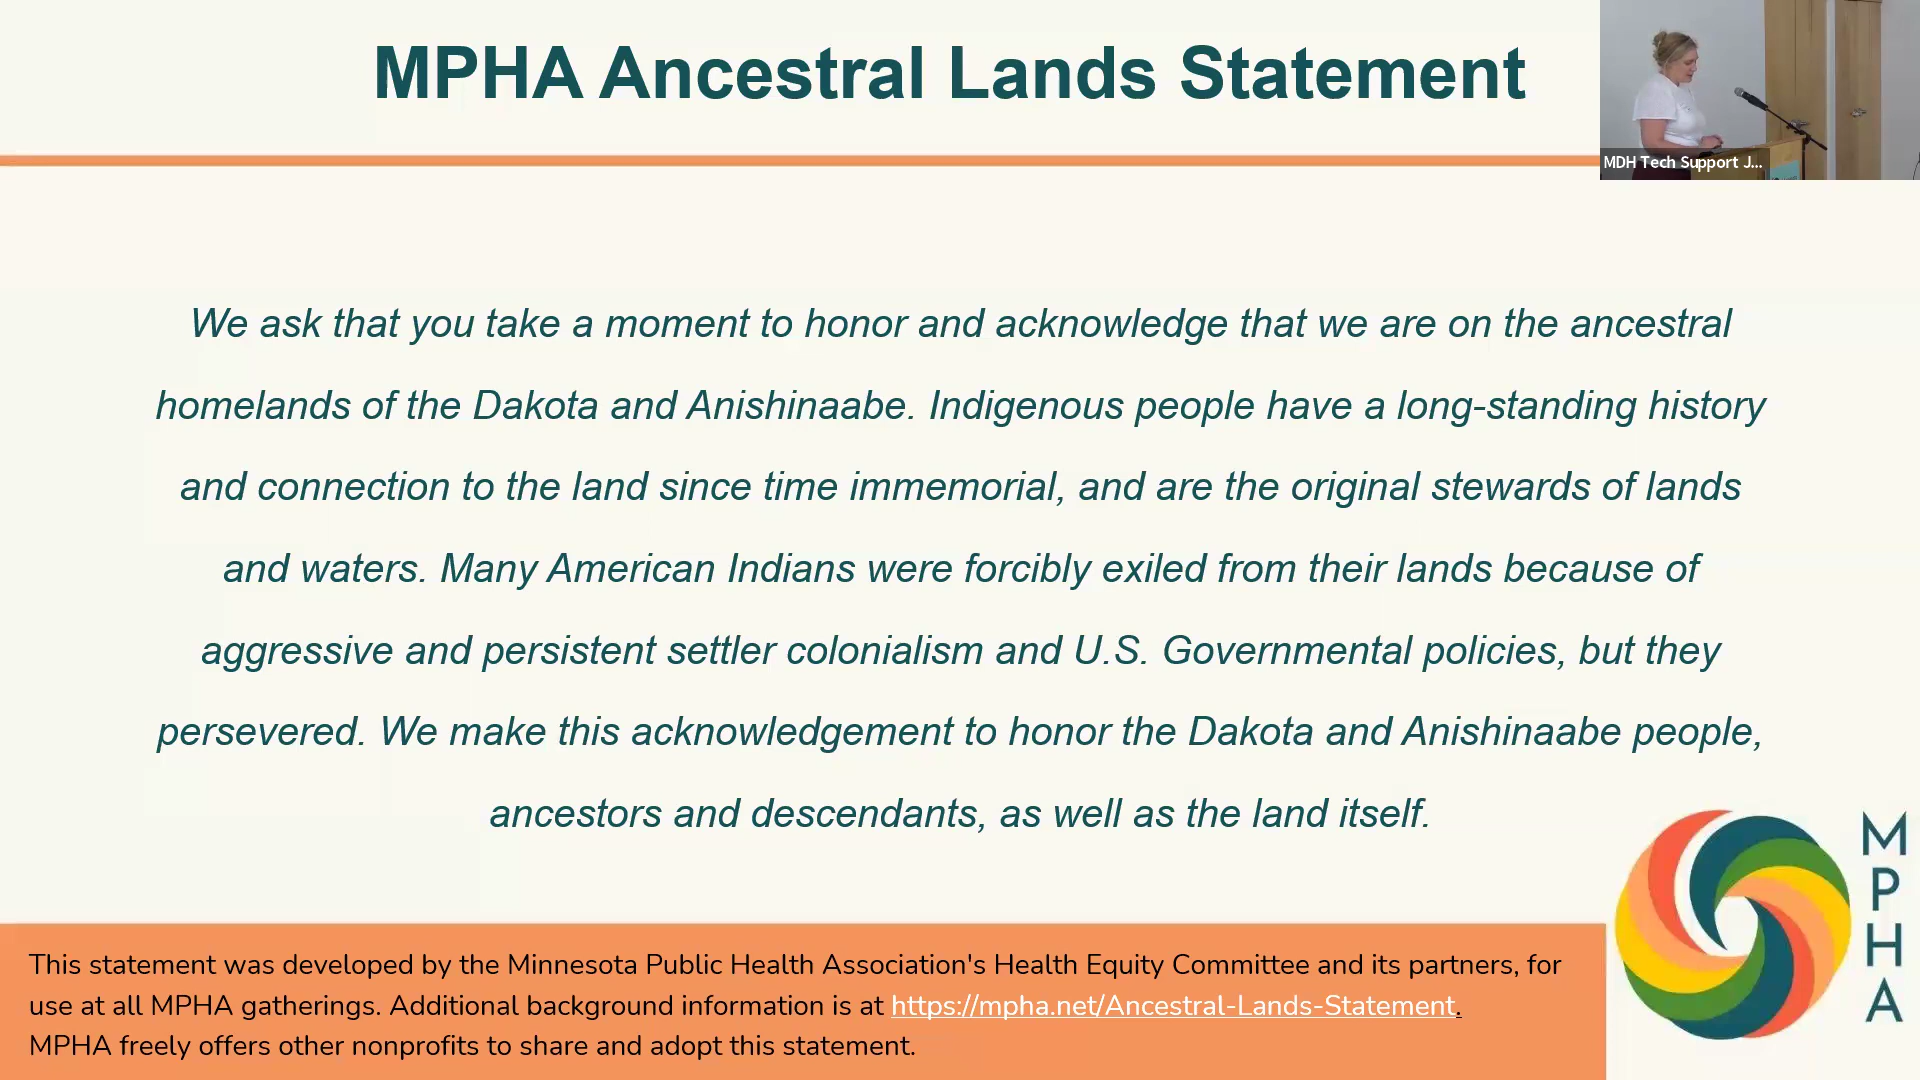 MPHA Ancestral Lands Statement
MDH Tech Support J...
We ask that you take a moment to honor and acknowledge that we are on the ancestral
homelands of the Dakota and Anishinaabe. Indigenous people have a long-standing history
and connection to the land since time immemorial, and are the original stewards of lands
and waters. Many American Indians were forcibly exiled from their lands because of
aggressive and persistent settler colonialism and U.S. Governmental policies, but they
persevered. We make this acknowledgement to honor the Dakota and Anishinaabe people,
ancestors and descendants, as well as the land itself.
This statement was developed by the Minnesota Public Health Association's Health Equity Committee and its partners, for
use at all MPHA gatherings. Additional background information is at https://mpha.net/Ancestral-Lands-Statement.
MPHA freely offers other nonprofits to share and adopt this statement.
M
P
H
A